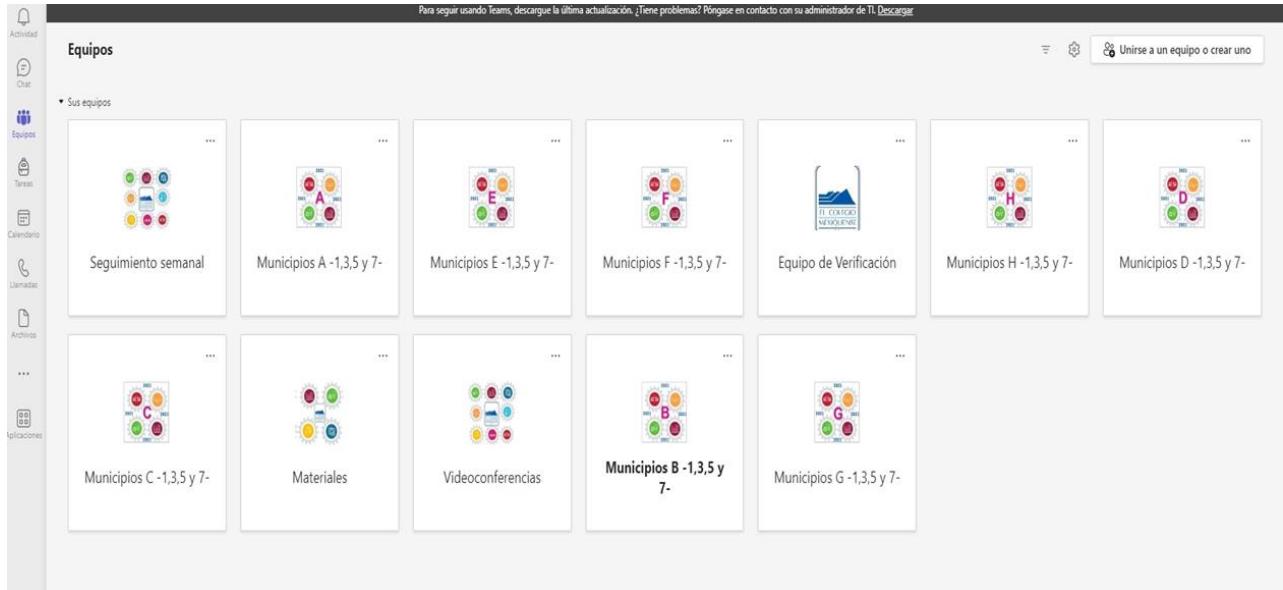 Para seguir usando Teams, descargue la última actualización. ¿Tiene problemas? Póngase en contacto con su administrador de TI. Descargar
Actividad
Chat
Equipos
Tareas
Calendario
Llamadas
Archivos
Aplicaciones
Equipos
Unirse a un equipo o crear uno
Sus equipos
A
E
F
EL COLEGIO
MEXIQUENSE
H
D
Seguimiento semanal
Municipios A -1,3,5 y 7-
Municipios E -1,3,5 y 7-
Municipios F -1,3,5 y 7-
Equipo de Verificación
Municipios H -1,3,5 y 7-
Municipios D -1,3,5 y 7-
C
B
G
Municipios C -1,3,5 y 7-
Materiales
Videoconferencias
Municipios B -1,3,5 y
7-
Municipios G -1,3,5 y 7-